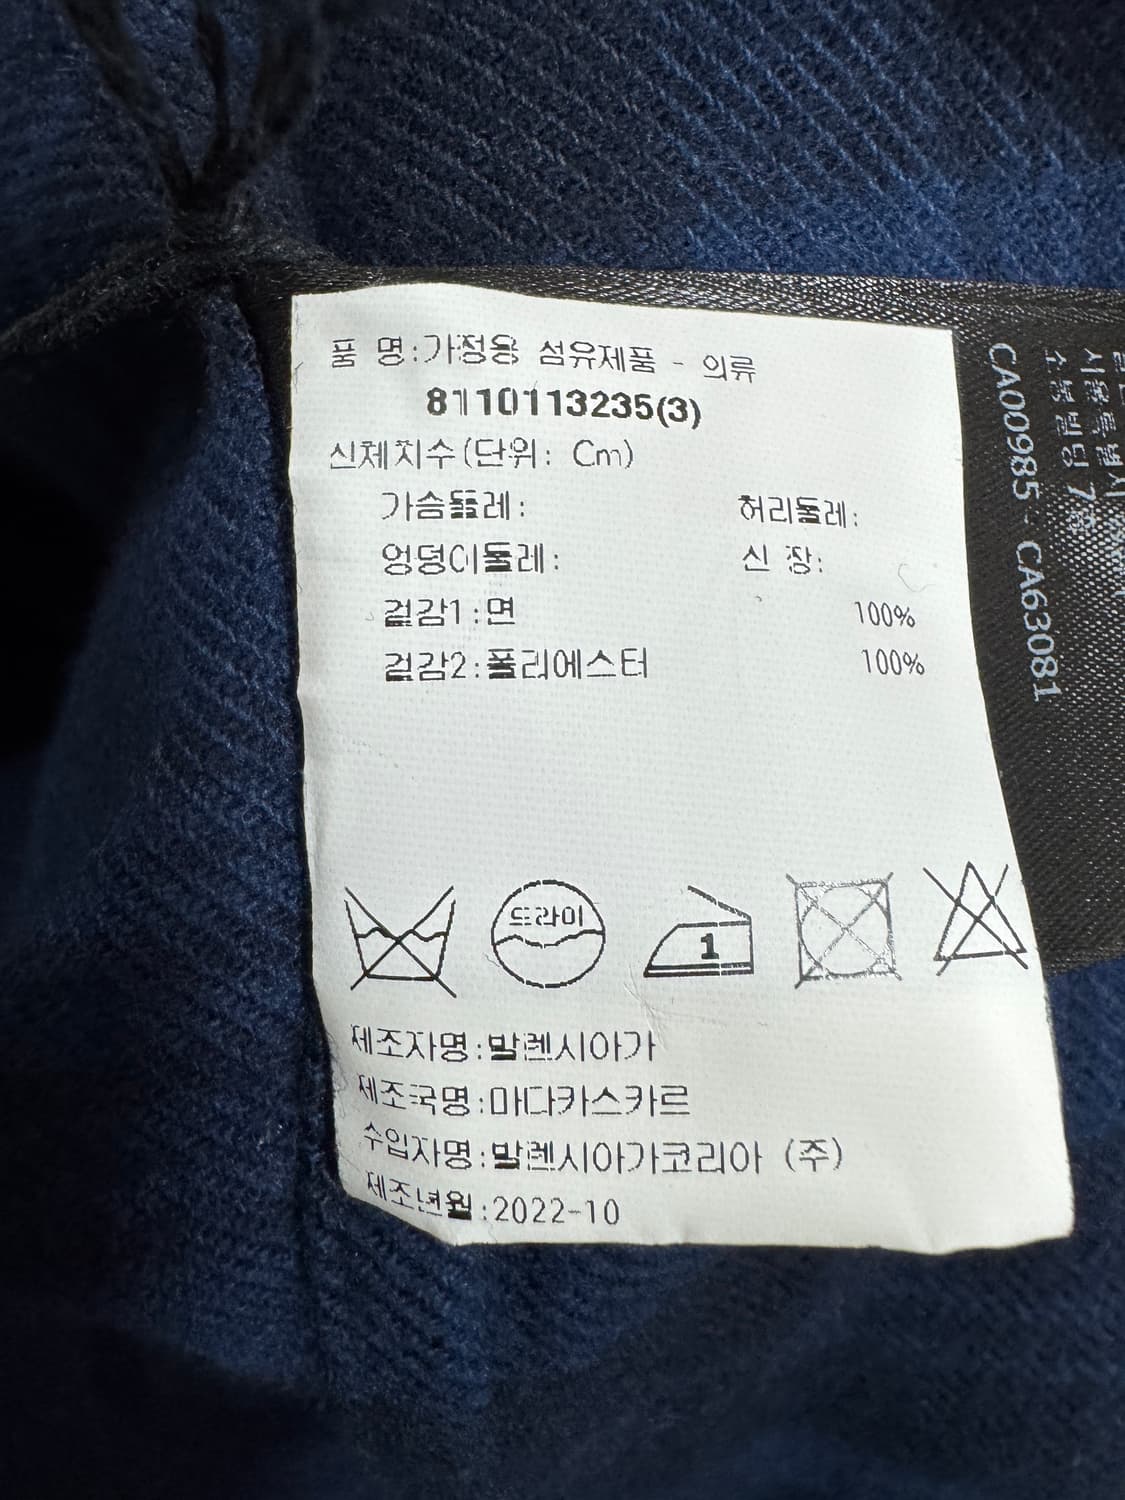 품 명:가정용 섬유제품 - 의류
8110113235(3)
신체치수(단위: Cm)
가슴둘레: 허리둘레:
엉덩이둘레: 신 장:
겉감1:면 100%
겉감2:폴리에스터 100%
드라이
1
제조자명:발렌시아가
제조국명:마다카스카르
수입자명:발렌시아가코리아 (주)
제조년월:2022-10
CA00985 - CA63081